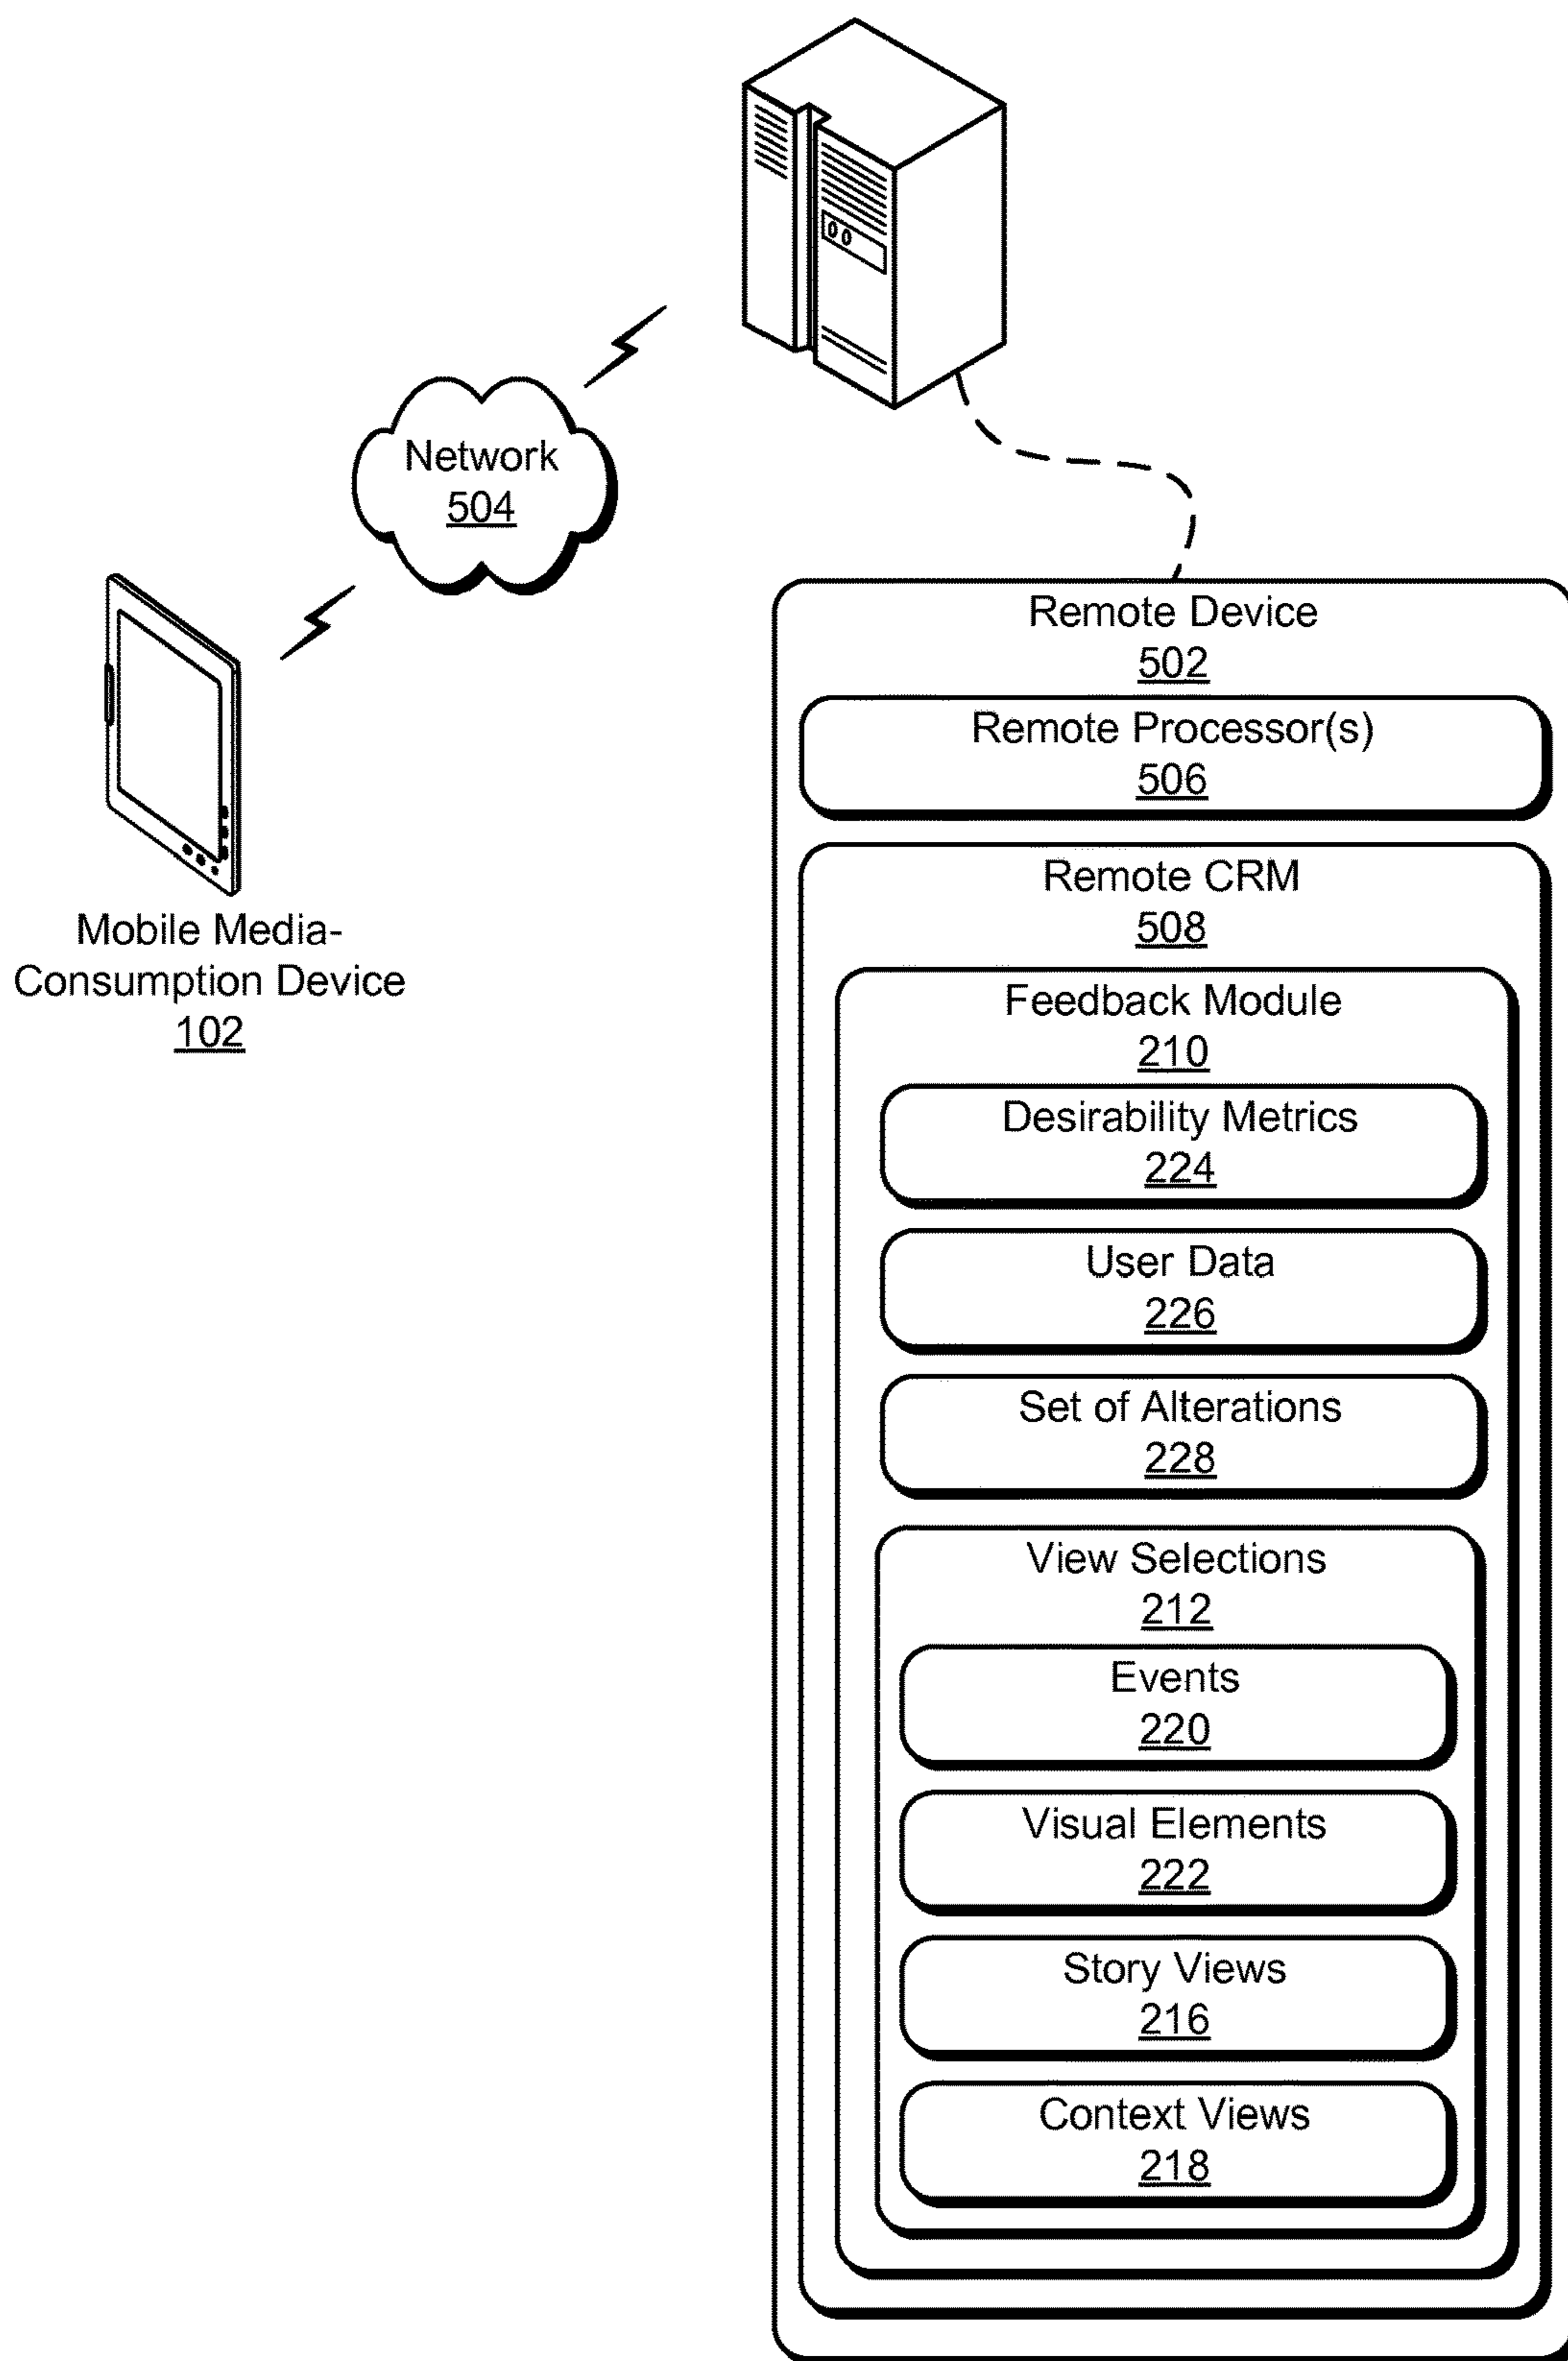 Network
504
Mobile Media-
Consumption Device
102
Remote Device
502
Remote Processor(s)
506
Remote CRM
508
Feedback Module
210
Desirability Metrics
224
User Data
226
Set of Alterations
228
View Selections
212
Events
220
Visual Elements
222
Story Views
216
Context Views
218